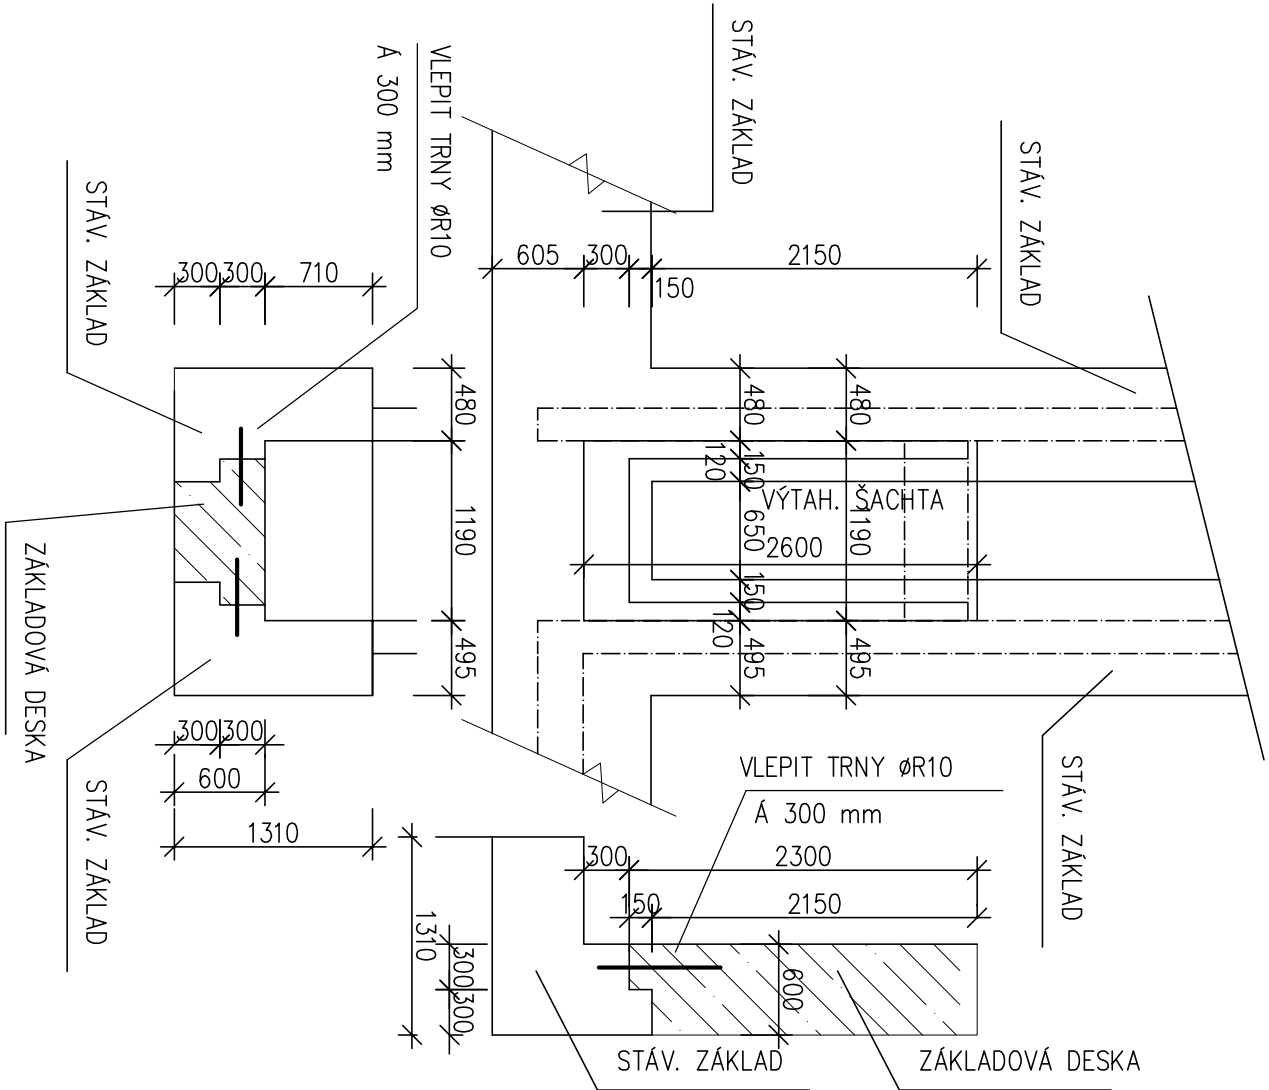 STÁV. ZÁKLAD
VLEPIT TRNY øR10
Á 300 mm
STÁV. ZÁKLAD
STÁV. ZÁKLAD
605
300
150
2150
300
300
710
480
1190
495
480
150
120
650
150
120
495
480
1190
495
VÝTAH. ŠACHTA
2600
ZÁKLADOVÁ DESKA
300
300
600
1310
STÁV. ZÁKLAD
VLEPIT TRNY øR10
Á 300 mm
STÁV. ZÁKLAD
300
2300
150
2150
1310
300
300
600
STÁV. ZÁKLAD
ZÁKLADOVÁ DESKA